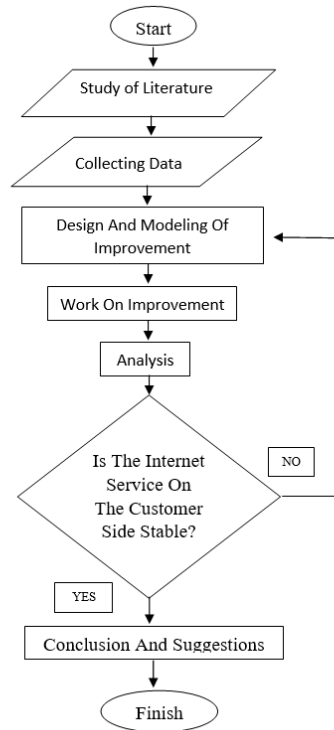 Start
Study of Literature
Collecting Data
Design And Modeling Of
Improvement
Work On Improvement
Analysis
Is The Internet
Service On
The Customer
Side Stable?
NO
YES
Conclusion And Suggestions
Finish